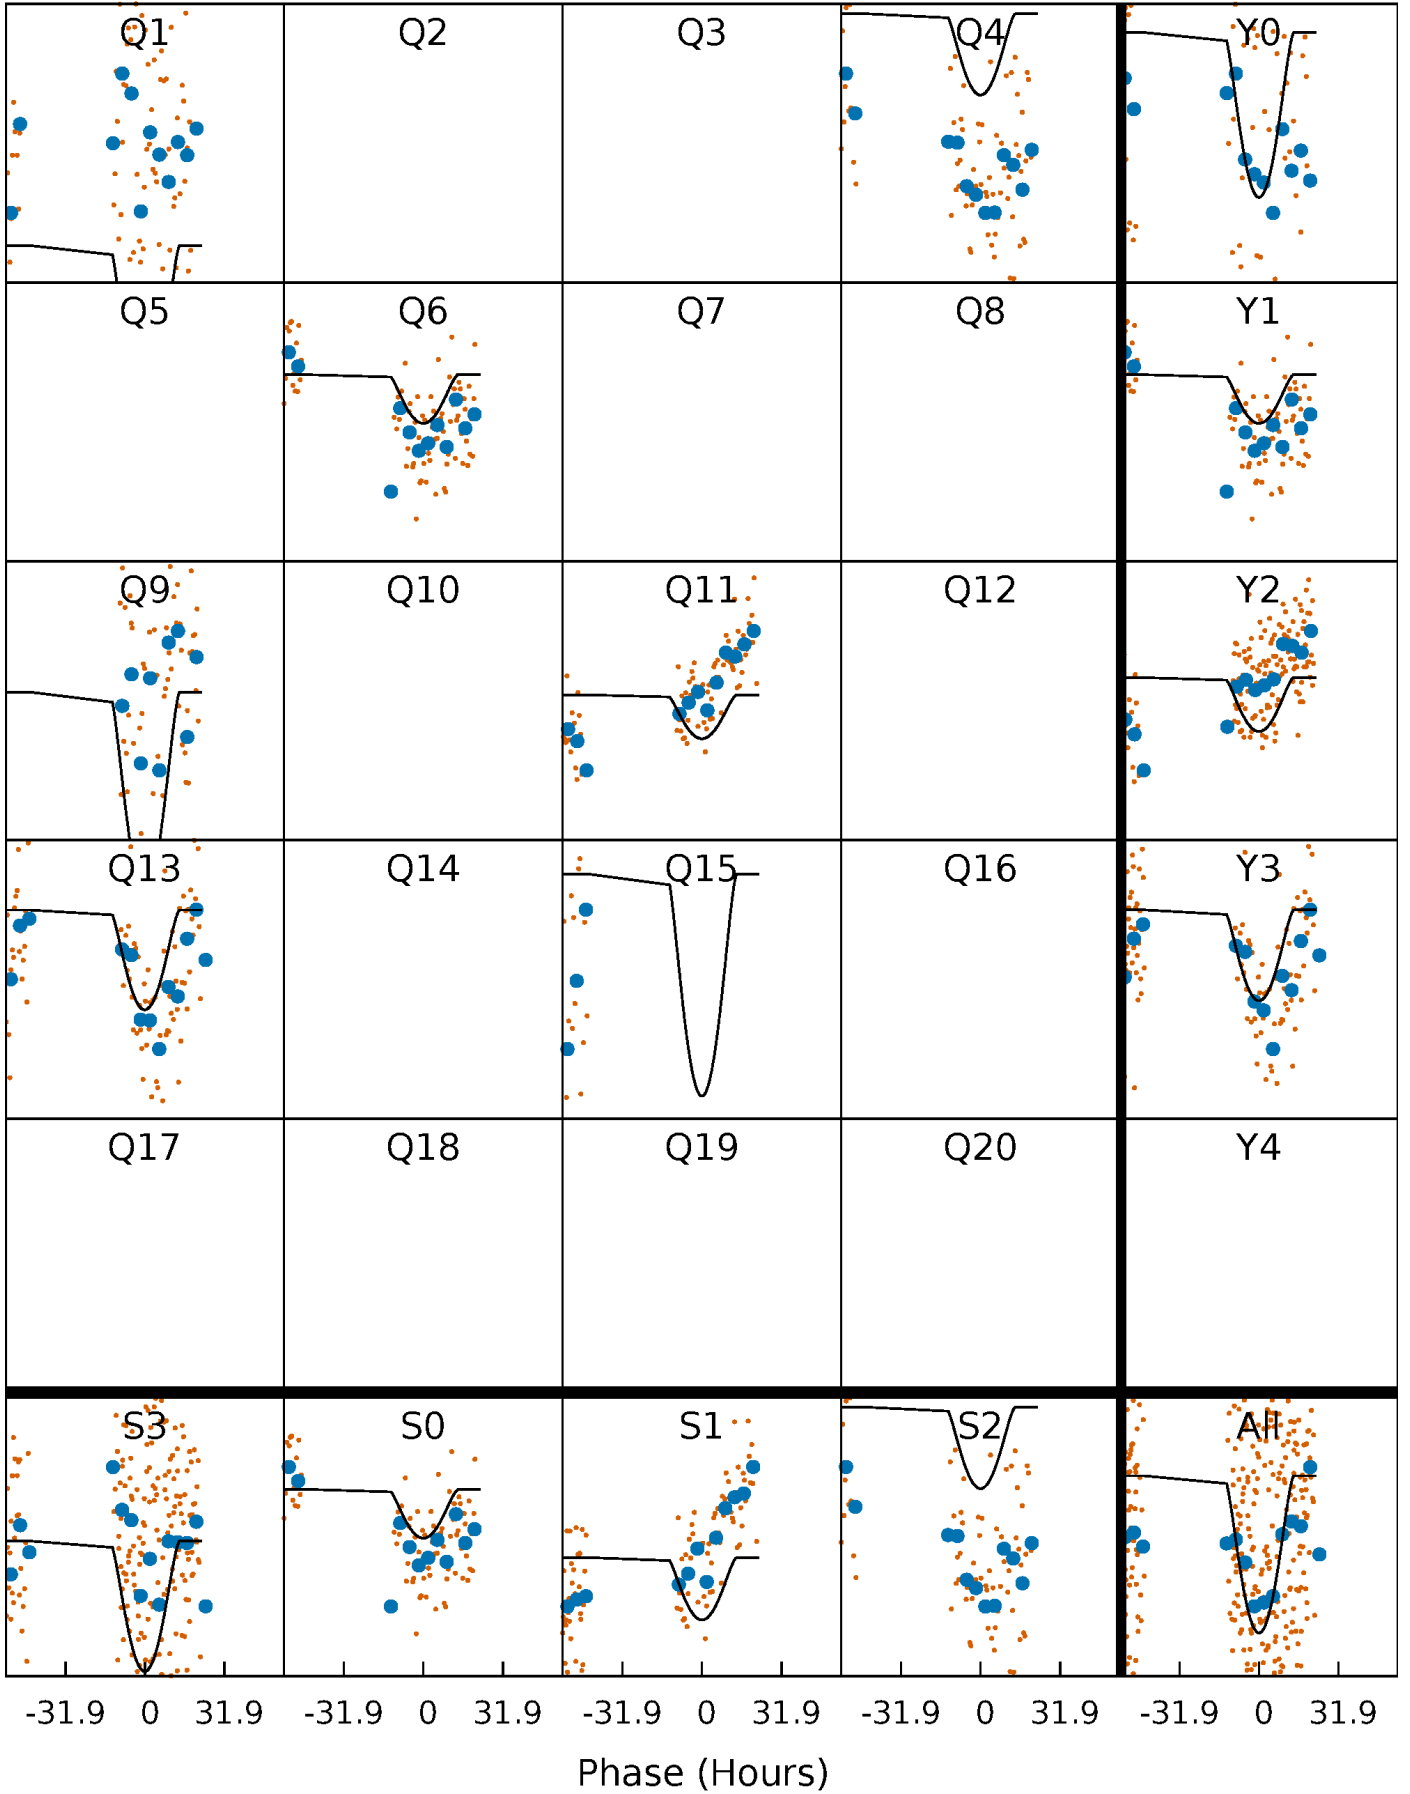 Q1 Q2 Q3 Q4 Y0
Q5 Q6 Q7 Q8 Y1
Q9 Q10 Q11 Q12 Y2
Q13 Q14 Q15 Q16 Y3
Q17 Q18 Q19 Q20 Y4
S3 S0 S1 S2 All
-31.9 0 31.9 -31.9 0 31.9 -31.9 0 31.9 -31.9 0 31.9 -31.9 0 31.9
Phase (Hours)